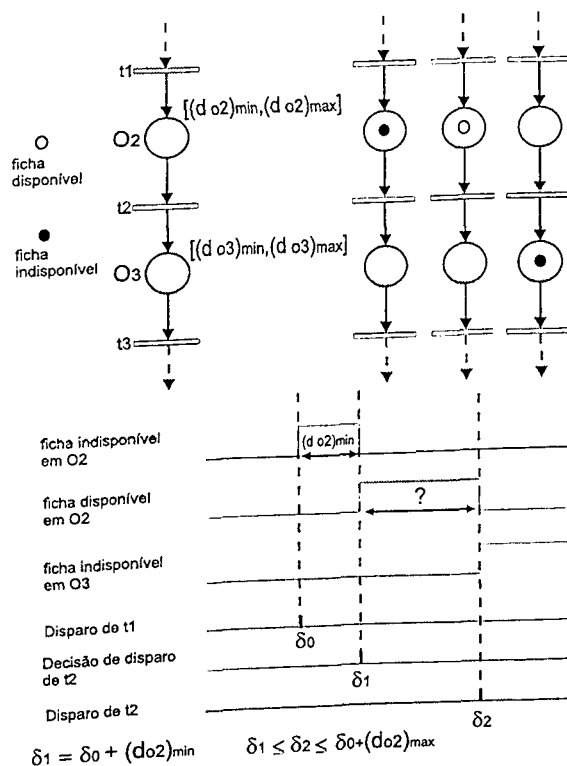 t1
[(d o2)min,(d o2)max]
O2
ficha
disponível
t2
[(d o3)min,(d o3)max]
ficha
indisponível
O3
t3
ficha indisponível
em O2
(d o2)min
ficha disponível
em O2
?
ficha indisponível
em O3
Disparo de t1
δ0
Decisão de disparo
de t2
δ1
Disparo de t2
δ2
δ1 = δ0 + (do2)min
δ1 ≤ δ2 ≤ δ0+(do2)max